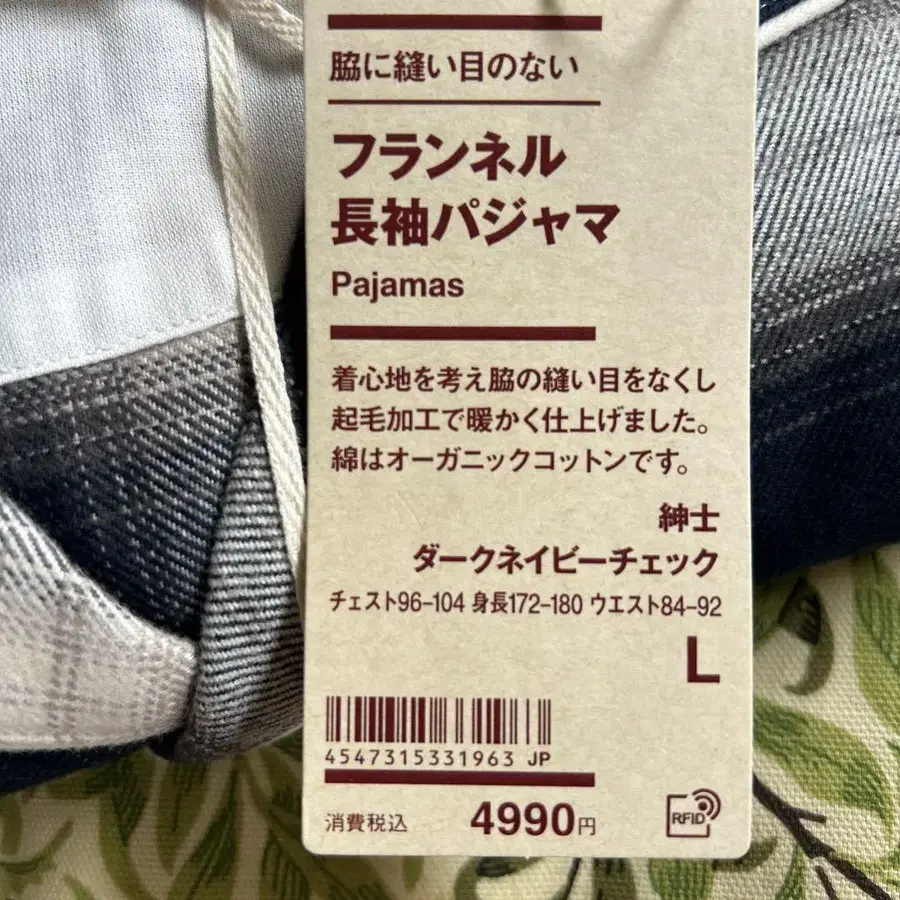 脇に縫い目のない
フランネル
長袖パジャマ
Pajamas
着心地を考え脇の縫い目をなくし
起毛加工で暖かく仕上げました。
綿はオーガニックコットンです。
紳士
ダークネイビーチェック
チェスト96-104 身長172-180 ウエスト84-92
L
4547315331963 JP
消費税込 4990円
RFID